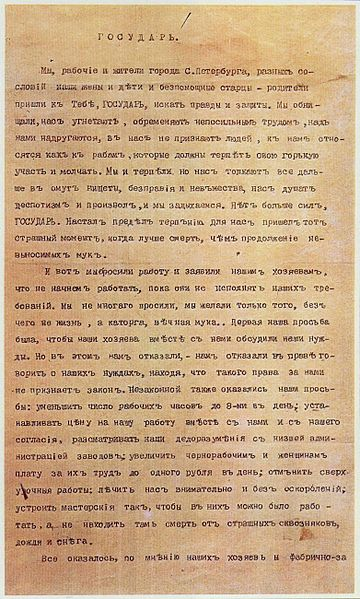 ГОСУДАРЬ.
Мы, рабочіе и жители города С.Петербурга, разныхъ со-
словій наши жены и дѣти и безпомощные старцы - родители
пришли къ Тебѣ, ГОСУДАРЬ, искать правды и защиты. Мы обни-
щали, насъ угнетаютъ , обременяютъ непосильнымъ трудомъ, надъ
нами надругаются, въ насъ не признаютъ людей , къ намъ отно-
сятся какъ къ рабамъ, которые должны терпѣть свою горькую
участь и молчать. Мы и терпѣли, но насъ толкаютъ все даль-
ше въ омутъ нищеты, безправія и невѣжества, насъ душатъ
деспотизмъ и произволъ, и мы задыхаемся. Нѣтъ больше силъ,
ГОСУДАРЬ. Насталъ предѣлъ терпѣнію для насъ пришелъ тотъ
страшный моментъ, когда лучше смерть, чѣмъ продолженіе не-
выносимыхъ мукъ.
И вотъ мы бросили работу и заявили нашимъ хозяевамъ,
что не начнемъ работать, пока они не исполнятъ нашихъ тре-
бованій. Мы не многаго просили, мы желали только того, безъ
чего не жизнь , а каторга, вѣчная мука.. Первая наша просьба
была, чтобы наши хозяева вмѣстѣ съ нами обсудили наши нуж-
ды. Но въ этомъ намъ отказали,- намъ отказали въ правѣ го-
ворить о нашихъ нуждахъ, находя, что такого права за нами
не признаетъ законъ. Незаконной также оказались наши прось-
бы: уменьшить число рабочихъ часовъ до 8-ми въ день; уста-
навливать цѣну на нашу работу вмѣстѣ съ нами и съ нашего
согласія, разсматривать наши недоразумѣнія съ низшей адми-
нистраціей заводовъ; увеличить чернорабочимъ и женщинамъ
плату за ихъ трудъ до одного рубля въ день; отмѣнить сверх-
урочныя работы; лѣчить насъ внимательно и безъ оскорбленій;
устроить мастерскія такъ, чтобы въ нихъ можно было рабо -
тать, а не находить тамъ смерть отъ страшныхъ сквозняковъ,
дождя и снѣга.
Все оказалось, по мнѣнію нашихъ хозяевъ и фабрично-за